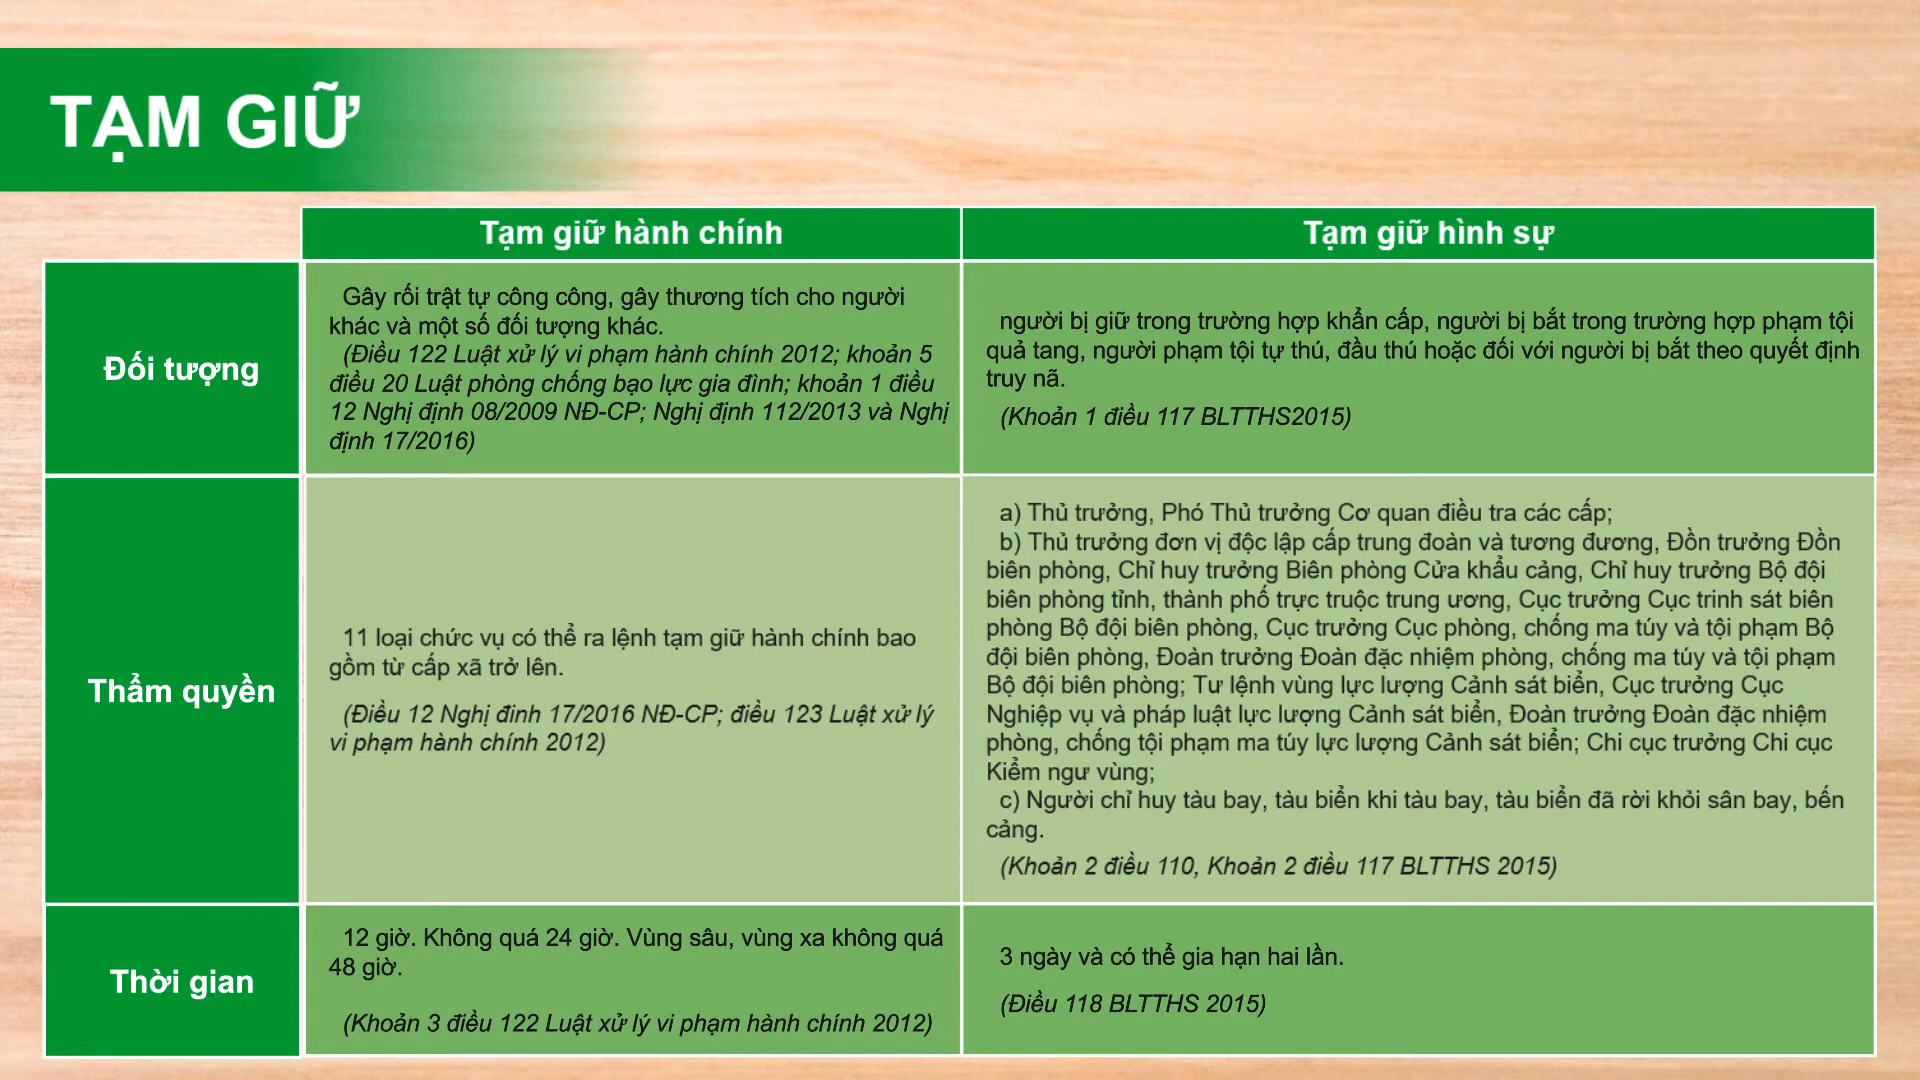 TẠM GIỮ
Tạm giữ hành chính
Tạm giữ hình sự
Đối tượng
Gây rối trật tự công công, gây thương tích cho người
khác và một số đối tượng khác.
(Điều 122 Luật xử lý vi phạm hành chính 2012; khoản 5
điều 20 Luật phòng chống bạo lực gia đình; khoản 1 điều
12 Nghị định 08/2009 NĐ-CP; Nghị định 112/2013 và Nghị
định 17/2016)
người bị giữ trong trường hợp khẩn cấp, người bị bắt trong trường hợp phạm tội
quả tang, người phạm tội tự thú, đầu thú hoặc đối với người bị bắt theo quyết định
truy nã.
(Khoản 1 điều 117 BLTTHS2015)
Thẩm quyền
11 loại chức vụ có thể ra lệnh tạm giữ hành chính bao
gồm từ cấp xã trở lên.
(Điều 12 Nghị đinh 17/2016 NĐ-CP; điều 123 Luật xử lý
vi phạm hành chính 2012)
a) Thủ trưởng, Phó Thủ trưởng Cơ quan điều tra các cấp;
b) Thủ trưởng đơn vị độc lập cấp trung đoàn và tương đương, Đồn trưởng Đồn
biên phòng, Chỉ huy trưởng Biên phòng Cửa khẩu cảng, Chỉ huy trưởng Bộ đội
biên phòng tỉnh, thành phố trực truộc trung ương, Cục trưởng Cục trinh sát biên
phòng Bộ đội biên phòng, Cục trưởng Cục phòng, chống ma túy và tội phạm Bộ
đội biên phòng, Đoàn trưởng Đoàn đặc nhiệm phòng, chống ma túy và tội phạm
Bộ đội biên phòng; Tư lệnh vùng lực lượng Cảnh sát biển, Cục trưởng Cục
Nghiệp vụ và pháp luật lực lượng Cảnh sát biển, Đoàn trưởng Đoàn đặc nhiệm
phòng, chống tội phạm ma túy lực lượng Cảnh sát biển; Chi cục trưởng Chi cục
Kiểm ngư vùng;
c) Người chỉ huy tàu bay, tàu biển khi tàu bay, tàu biển đã rời khỏi sân bay, bến
cảng.
(Khoản 2 điều 110, Khoản 2 điều 117 BLTTHS 2015)
Thời gian
12 giờ. Không quá 24 giờ. Vùng sâu, vùng xa không quá
48 giờ.
(Khoản 3 điều 122 Luật xử lý vi phạm hành chính 2012)
3 ngày và có thể gia hạn hai lần.
(Điều 118 BLTTHS 2015)